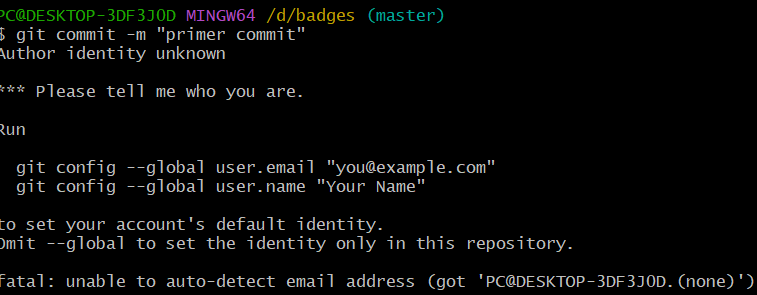 PC@DESKTOP-3DF3JOD MINGW64 /d/badges (master)
$ git commit -m "primer commit"
Author identity unknown
*** Please tell me who you are.
Run
git config --global user.email "you@example.com"
git config --global user.name "Your Name"
to set your account's default identity.
Omit --global to set the identity only in this repository.
fatal: unable to auto-detect email address (got 'PC@DESKTOP-3DF3JOD.(none)')